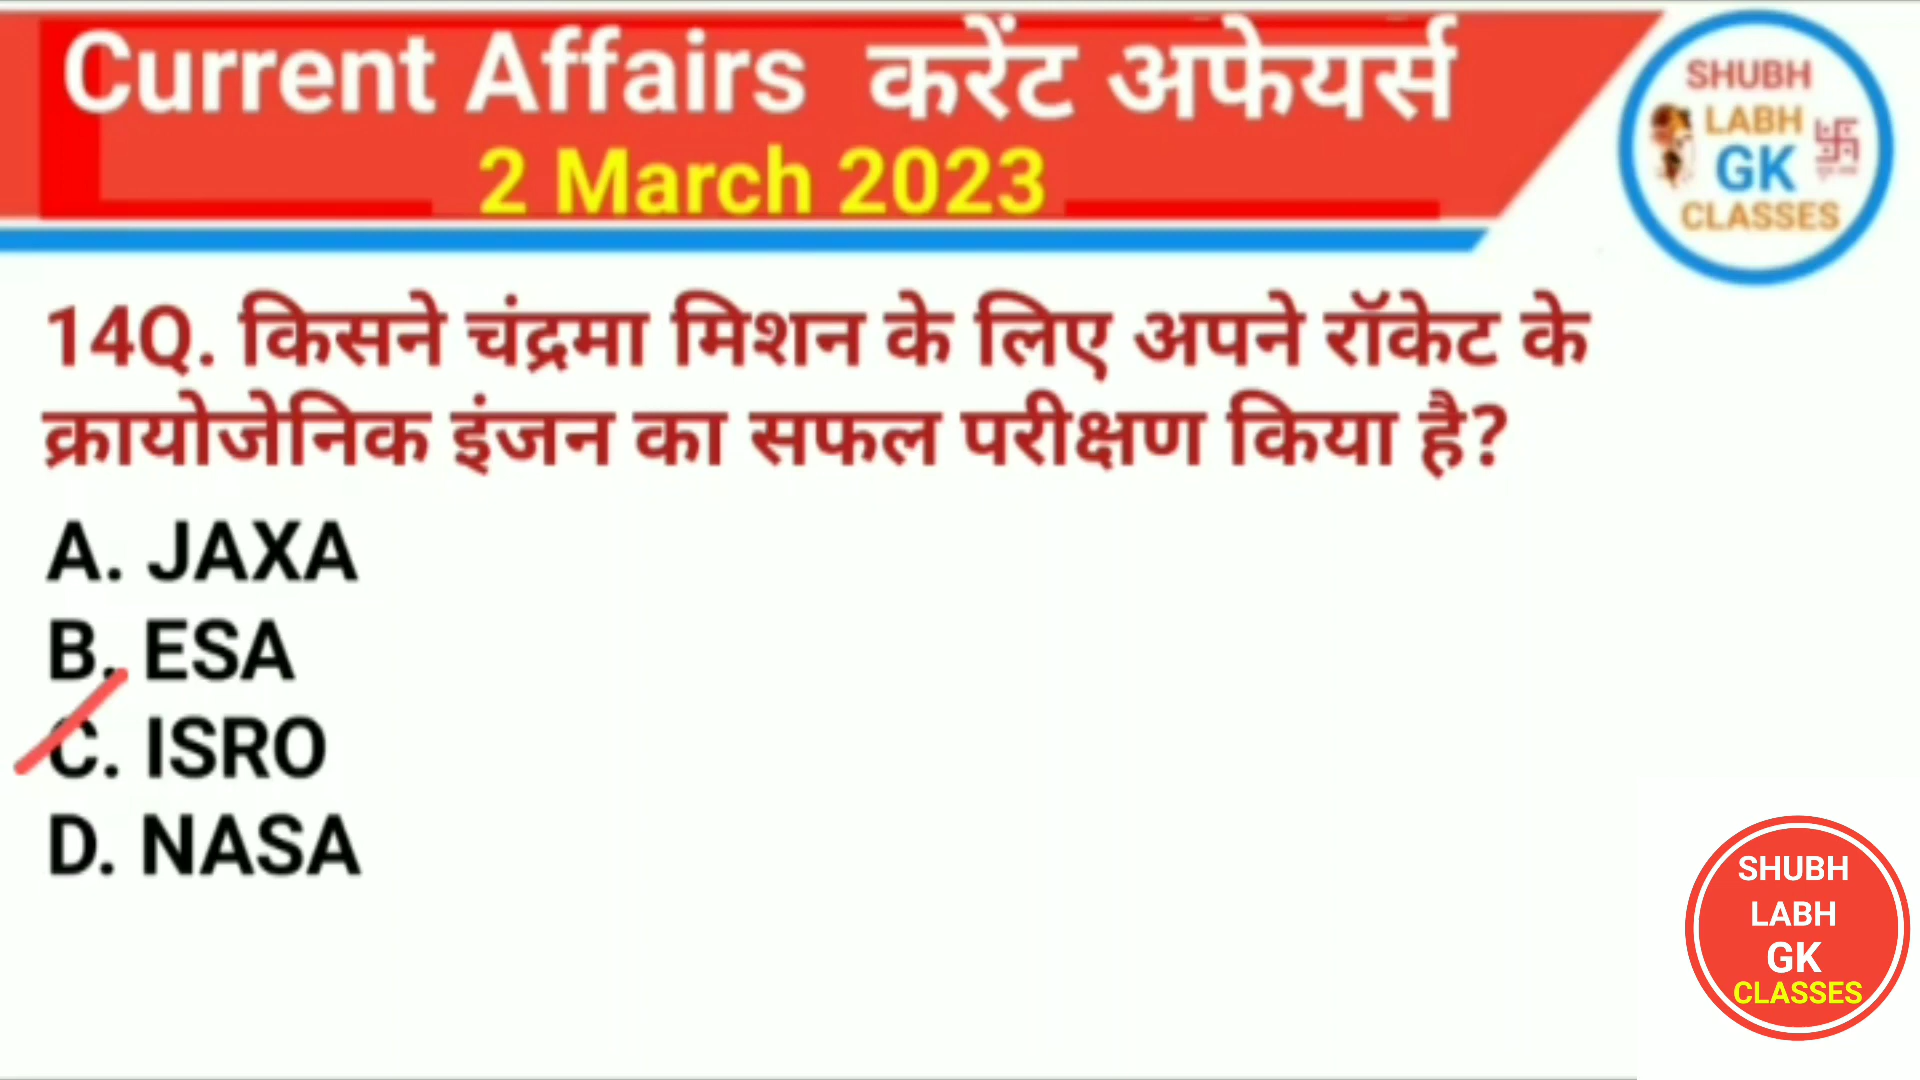 Current Affairs करेंट अफेयर्स
2 March 2023
SHUBH
LABH
GK
CLASSES
14Q. किसने चंद्रमा मिशन के लिए अपने रॉकेट के
क्रायोजेनिक इंजन का सफल परीक्षण किया है?
A. JAXA
B. ESA
C. ISRO
D. NASA
SHUBH
LABH
GK
CLASSES